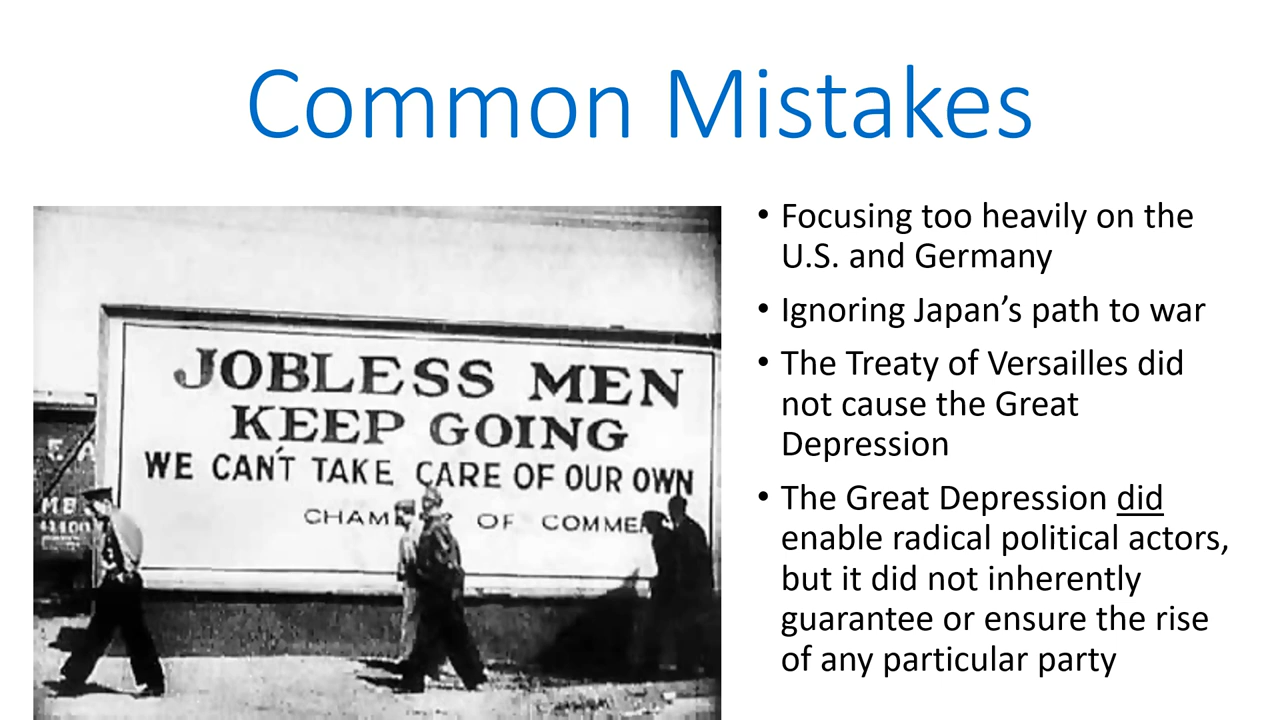 Common Mistakes
JOBLESS MEN
KEEP GOING
WE CAN'T TAKE CARE OF OUR OWN
OF
• Focusing too heavily on the
U.S. and Germany
• Ignoring Japan’s path to war
• The Treaty of Versailles did
not cause the Great
Depression
• The Great Depression did
enable radical political actors,
but it did not inherently
guarantee or ensure the rise
of any particular party